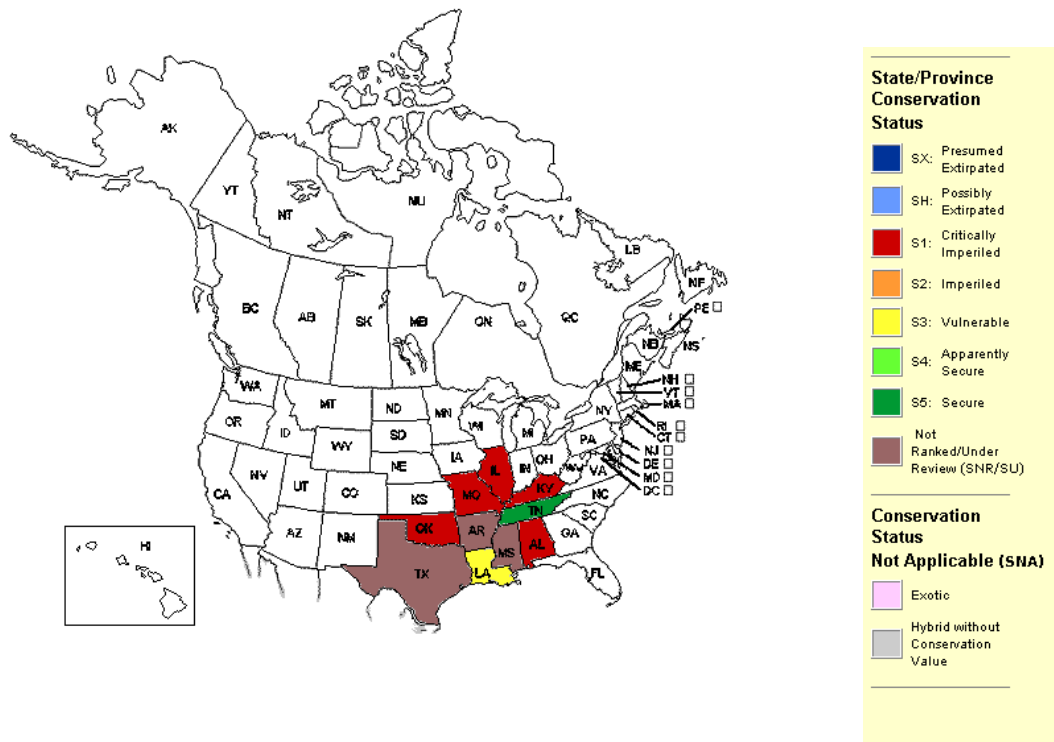 AK
YT
NT
NU
BC
AB
SK
MB
ON
QC
LB
NF
PE
NB
NS
ME
NH
VT
MA
RI
CT
NJ
DE
MD
DC
WA
OR
CA
ID
NV
MT
WY
UT
AZ
CO
NM
ND
SD
NE
KS
OK
TX
MN
IA
MO
AR
LA
WI
IL
MI
IN
OH
KY
TN
MS
AL
GA
FL
SC
NC
VA
WV
PA
NY
HI
State/Province
Conservation
Status
SX: Presumed
Extirpated
SH: Possibly
Extirpated
S1: Critically
Imperiled
S2: Imperiled
S3: Vulnerable
S4: Apparently
Secure
S5: Secure
Not
Ranked/Under
Review (SNR/SU)
Conservation
Status
Not Applicable (SNA)
Exotic
Hybrid without
Conservation
Value